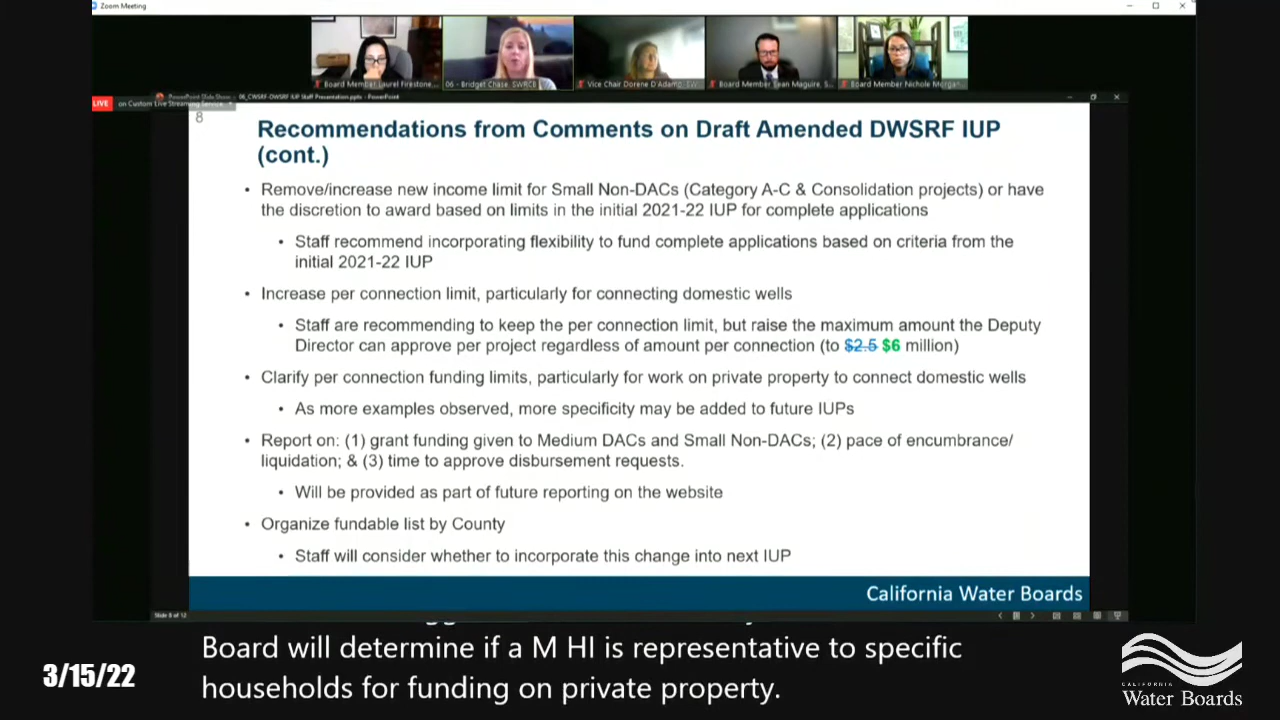 Zoom Meeting
Board Member Laurel Firestone...
06 - Bridget Chase, SWRCB
Vice Chair Dorene D'Adamo
Board Member Sean Maguire, S...
Board Member Nichole Morgan...
LIVE on Custom Live Streaming Service
8
Recommendations from Comments on Draft Amended DWSRF IUP
(cont.)
• Remove/increase new income limit for Small Non-DACs (Category A-C & Consolidation projects) or have
the discretion to award based on limits in the initial 2021-22 IUP for complete applications
• Staff recommend incorporating flexibility to fund complete applications based on criteria from the
initial 2021-22 IUP
• Increase per connection limit, particularly for connecting domestic wells
• Staff are recommending to keep the per connection limit, but raise the maximum amount the Deputy
Director can approve per project regardless of amount per connection (to $2.5 $6 million)
• Clarify per connection funding limits, particularly for work on private property to connect domestic wells
• As more examples observed, more specificity may be added to future IUPs
• Report on: (1) grant funding given to Medium DACs and Small Non-DACs; (2) pace of encumbrance/
liquidation; & (3) time to approve disbursement requests.
• Will be provided as part of future reporting on the website
• Organize fundable list by County
• Staff will consider whether to incorporate this change into next IUP
California Water Boards
Slide 8 of 12
Board will determine if a M HI is representative to specific
households for funding on private property.
3/15/22
CALIFORNIA
Water Boards